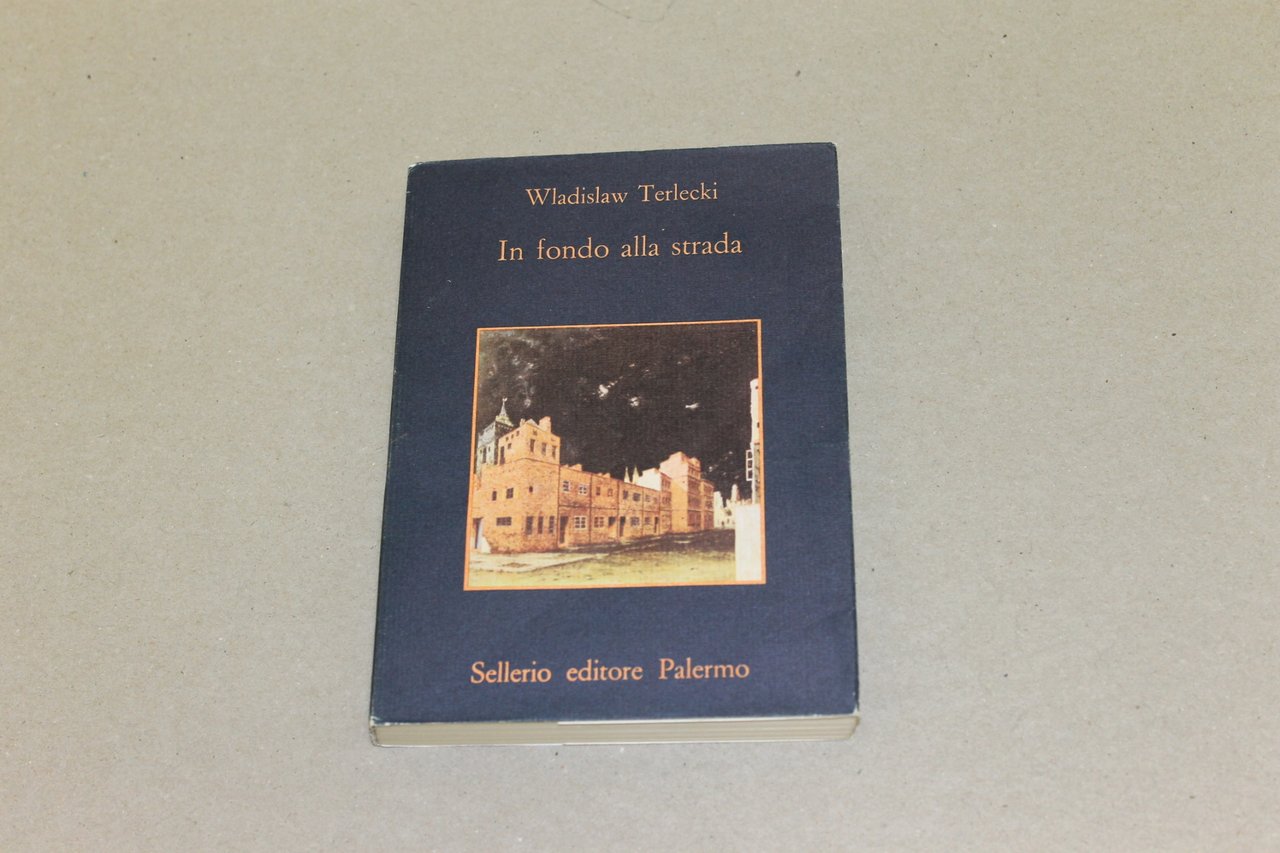 Wladislaw Terlecki
In fondo alla strada
Sellerio editore Palermo